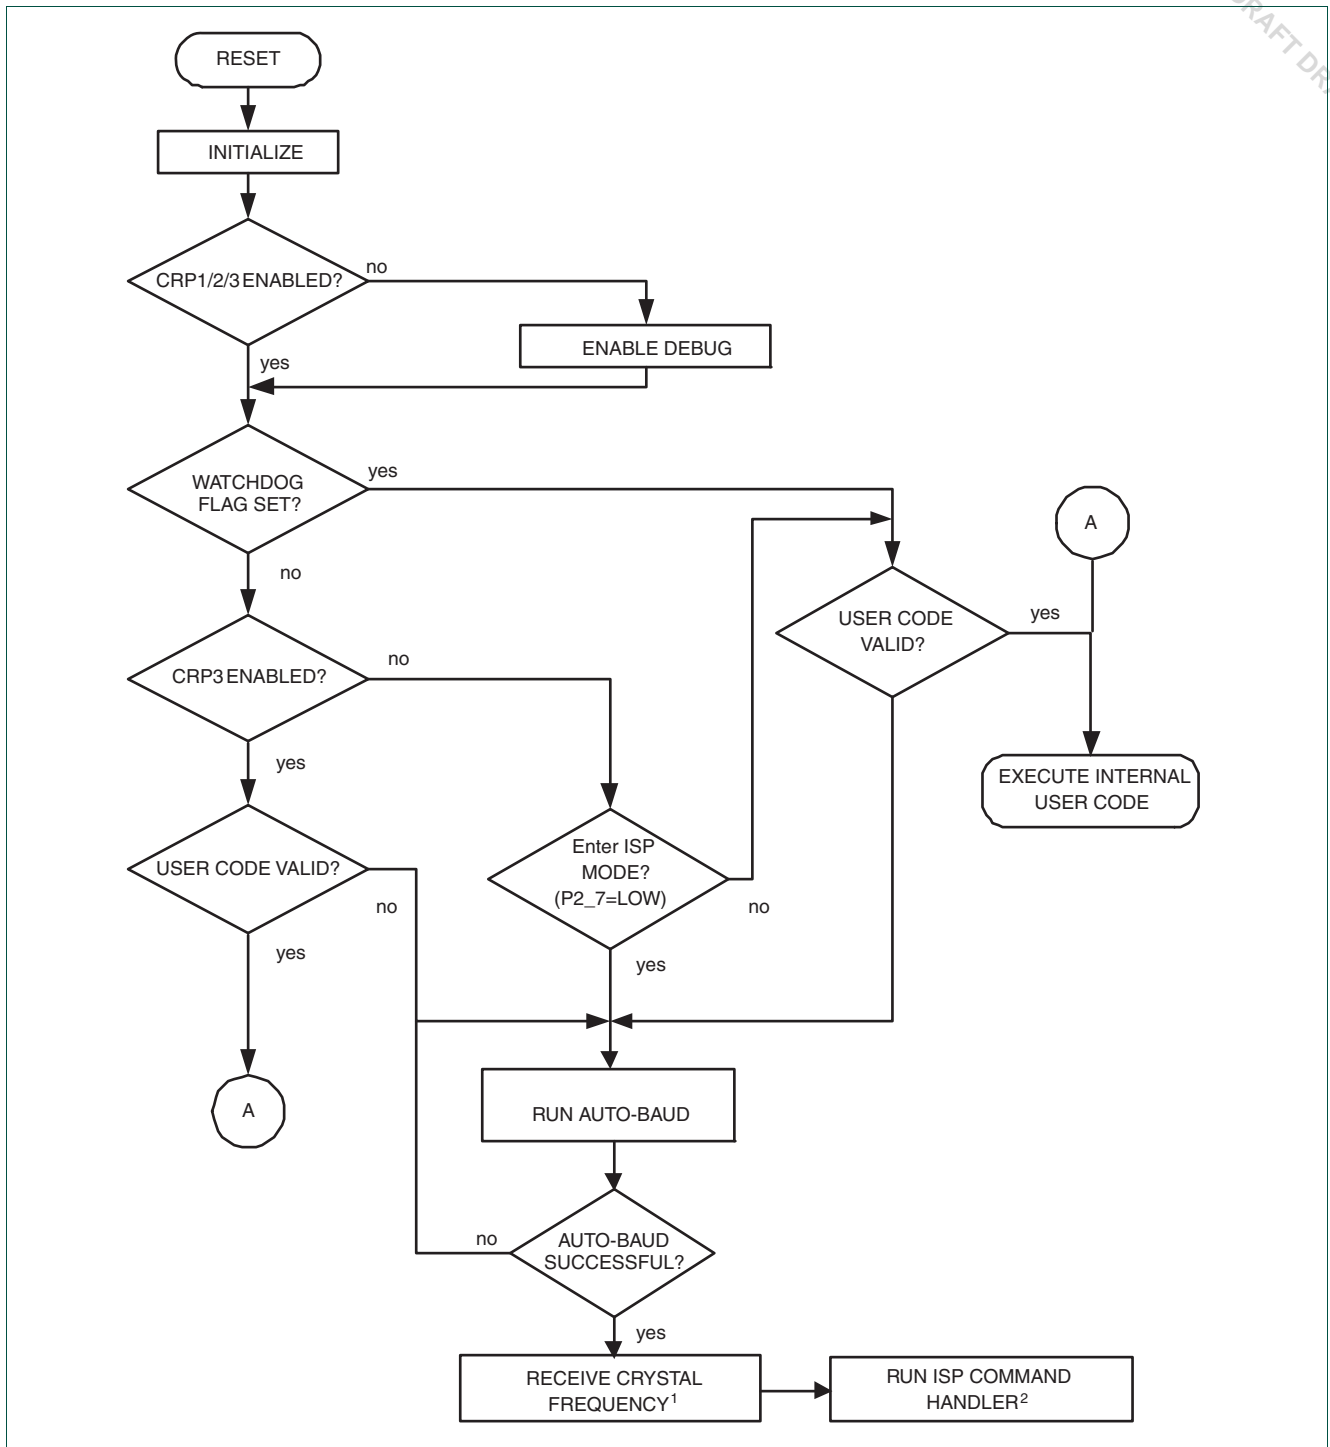 RESET
INITIALIZE
CRP1/2/3 ENABLED?
no
ENABLE DEBUG
yes
WATCHDOG
FLAG SET?
yes
A
no
USER CODE
VALID?
yes
CRP3 ENABLED?
no
yes
EXECUTE INTERNAL
USER CODE
Enter ISP
MODE?
(P2_7=LOW)
USER CODE VALID?
no
no
yes
yes
A
RUN AUTO-BAUD
no
AUTO-BAUD
SUCCESSFUL?
yes
RECEIVE CRYSTAL
FREQUENCY1
RUN ISP COMMAND
HANDLER2